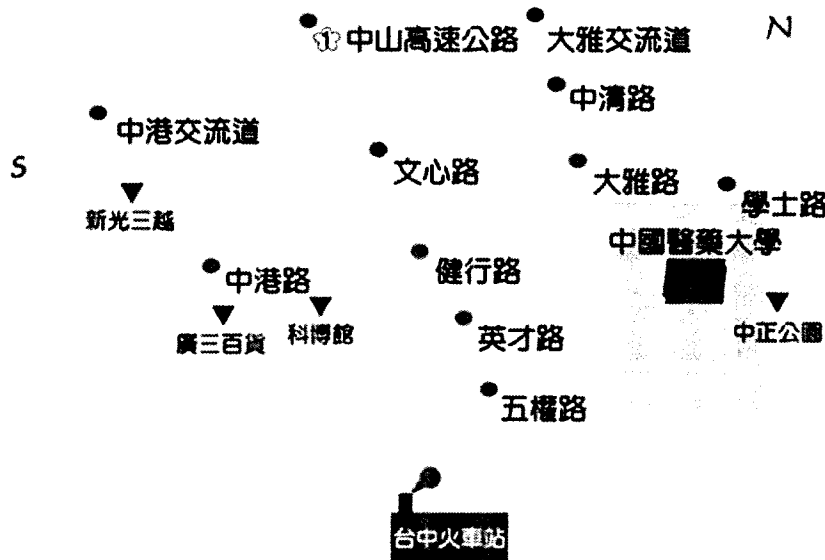 N
1 中山高速公路
大雅交流道
中清路
中港交流道
S
文心路
大雅路
學士路
新光三越
中國醫藥大學
健行路
中港路
廣三百貨
科博館
英才路
中正公園
五權路
台中火車站